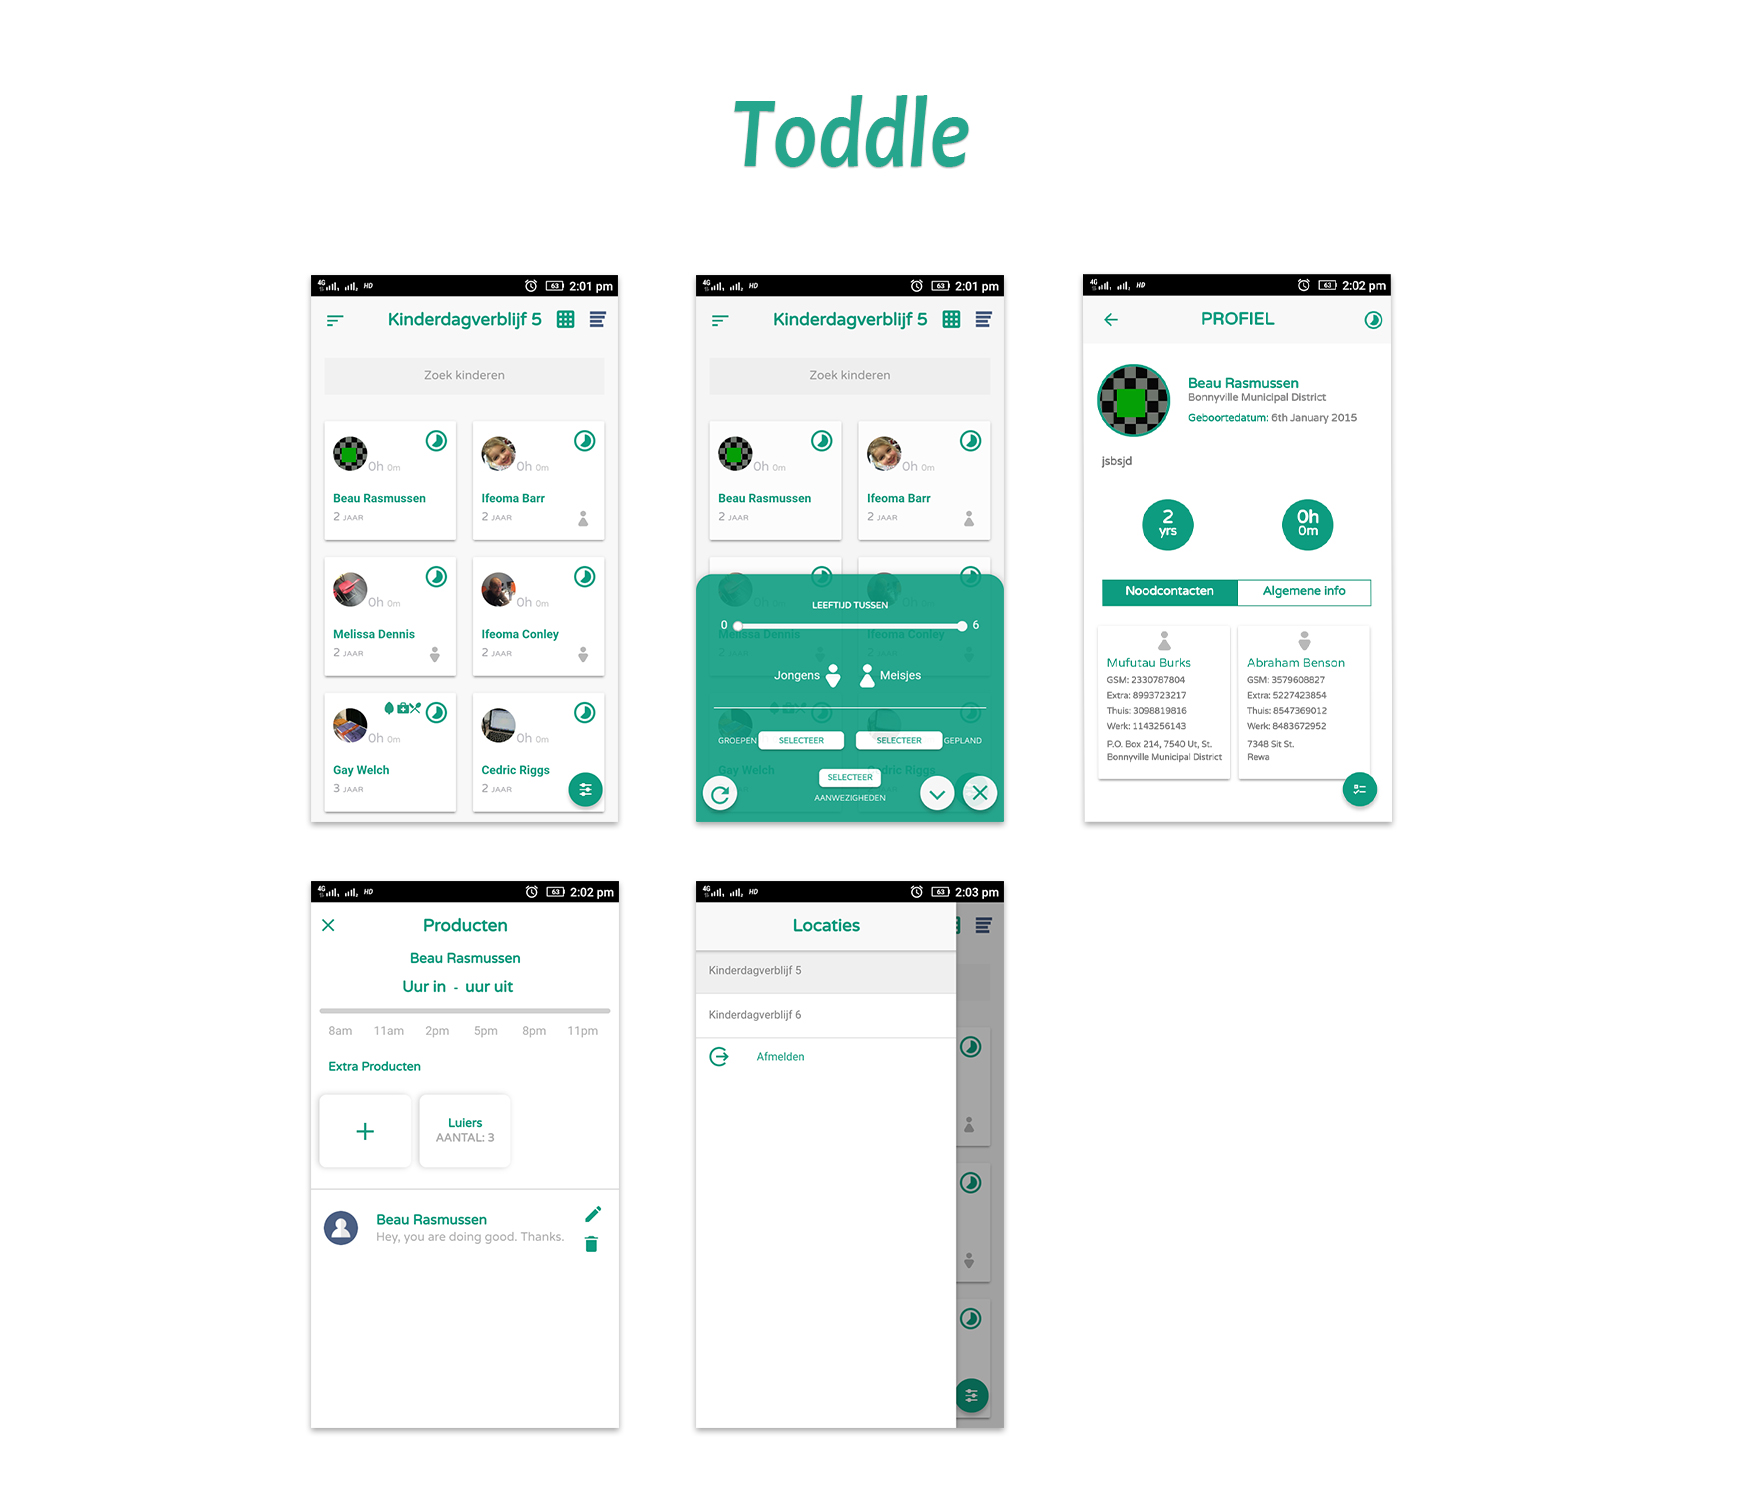 Toddle
4G HD 63 2:01 pm
Kinderdagverblijf 5
Zoek kinderen
0h 0m
Beau Rasmussen
2 JAAR
0h 0m
Ifeoma Barr
2 JAAR
0h 0m
Melissa Dennis
2 JAAR
0h 0m
Ifeoma Conley
2 JAAR
0h 0m
Gay Welch
3 JAAR
0h 0m
Cedric Riggs
2 JAAR
4G HD 63 2:01 pm
Kinderdagverblijf 5
Zoek kinderen
0h 0m
Beau Rasmussen
2 JAAR
0h 0m
Ifeoma Barr
2 JAAR
LEEFTIJD TUSSEN
0 6
Melissa Dennis
Ifeoma Conley
Jongens Meisjes
GROEPEN SELECTEER SELECTEER GEPLAND
Gay Welch
Cedric Riggs
SELECTEER
AANWEZIGHEDEN
4G HD 63 2:02 pm
PROFIEL
Beau Rasmussen
Bonnyville Municipal District
Geboortedatum: 6th January 2015
jsbsjd
2
yrs
0h
0m
Noodcontacten Algemene info
Mufutau Burks
GSM: 2330787804
Extra: 8993723217
Thuis: 3098819816
Werk: 1143256143
P.O. Box 214, 7540 Ut, St.
Bonnyville Municipal District
Abraham Benson
GSM: 3579608827
Extra: 5227423854
Thuis: 8547369012
Werk: 8483672952
7348 Sit St.
Rewa
4G HD 63 2:02 pm
Producten
Beau Rasmussen
Uur in - uur uit
8am 11am 2pm 5pm 8pm 11pm
Extra Producten
+
Luiers
AANTAL: 3
Beau Rasmussen
Hey, you are doing good. Thanks.
4G HD 63 2:03 pm
Locaties
Kinderdagverblijf 5
Kinderdagverblijf 6
Afmelden